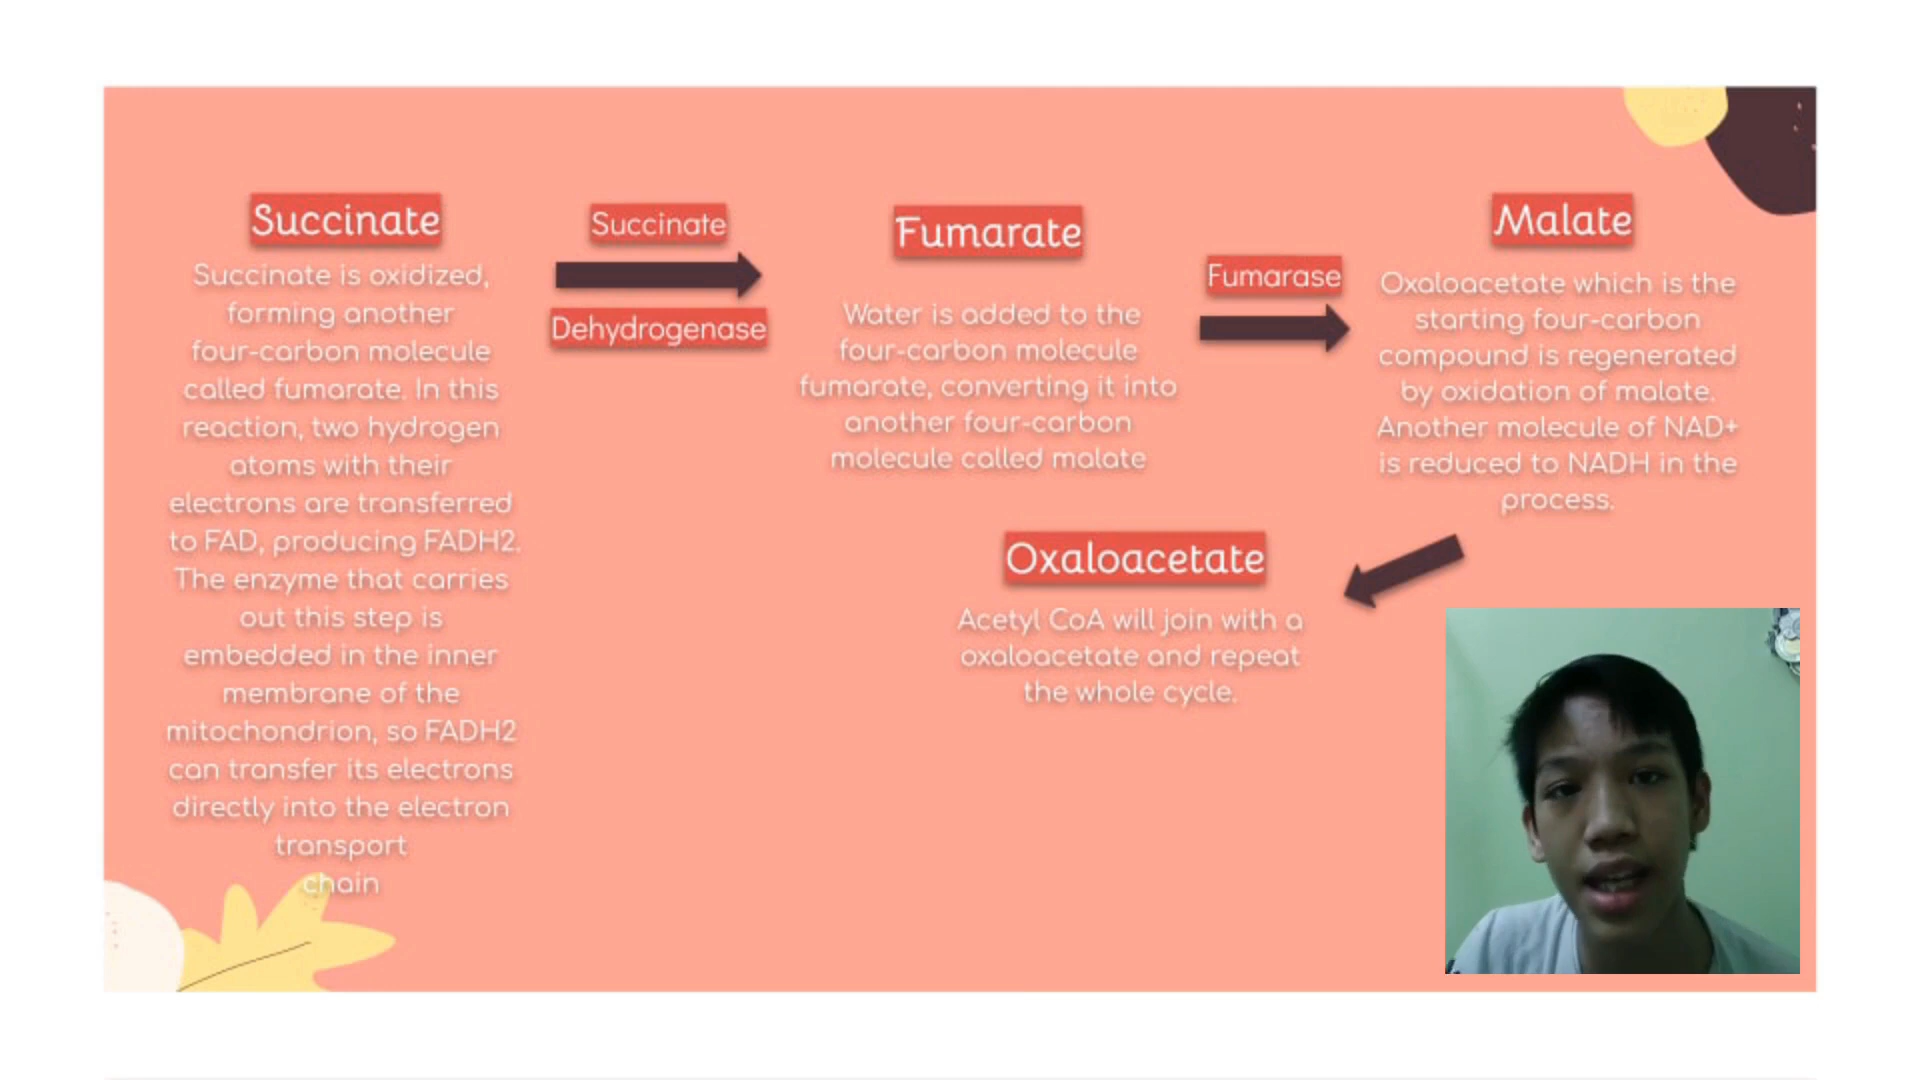 Succinate
Succinate is oxidized,
forming another
four-carbon molecule
called fumarate. In this
reaction, two hydrogen
atoms with their
electrons are transferred
to FAD, producing FADH2.
The enzyme that carries
out this step is
embedded in the inner
membrane of the
mitochondrion, so FADH2
can transfer its electrons
directly into the electron
transport
chain
Succinate
Dehydrogenase
Fumarate
Water is added to the
four-carbon molecule
fumarate, converting it into
another four-carbon
molecule called malate
Fumarase
Malate
Oxaloacetate which is the
starting four-carbon
compound is regenerated
by oxidation of malate.
Another molecule of NAD+
is reduced to NADH in the
process.
Oxaloacetate
Acetyl CoA will join with a
oxaloacetate and repeat
the whole cycle.